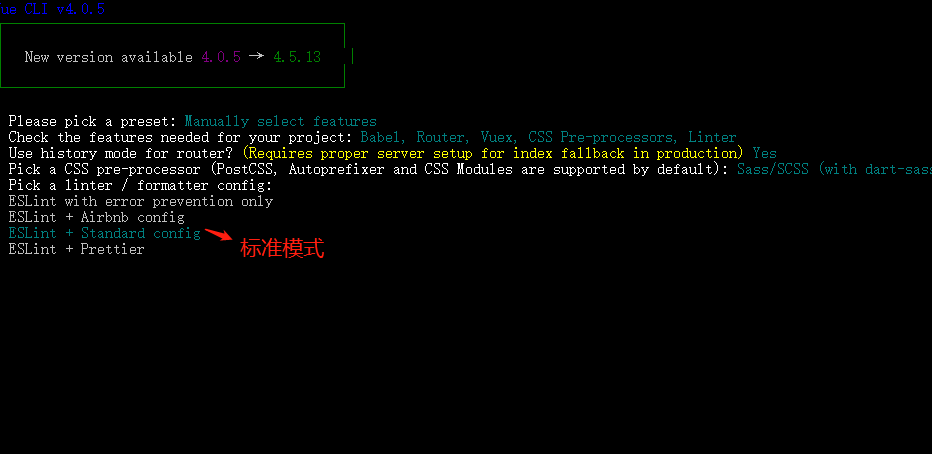 ue CLI v4.0.5
New version available 4.0.5 → 4.5.13
Please pick a preset: Manually select features
Check the features needed for your project: Babel, Router, Vuex, CSS Pre-processors, Linter
Use history mode for router? (Requires proper server setup for index fallback in production) Yes
Pick a CSS pre-processor (PostCSS, Autoprefixer and CSS Modules are supported by default): Sass/SCSS (with dart-sass
Pick a linter / formatter config:
ESLint with error prevention only
ESLint + Airbnb config
ESLint + Standard config
标准模式
ESLint + Prettier